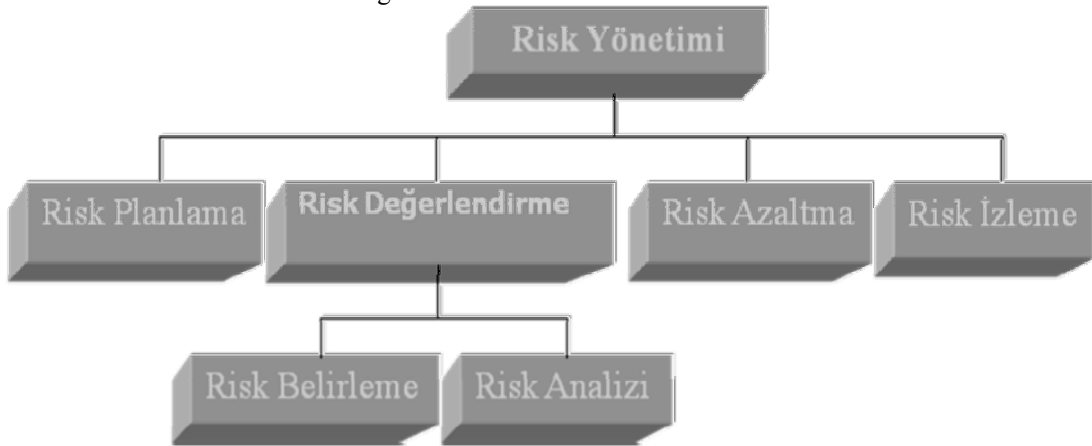 Risk Yönetimi
Risk Planlama
Risk Değerlendirme
Risk Azaltma
Risk İzleme
Risk Belirleme
Risk Analizi